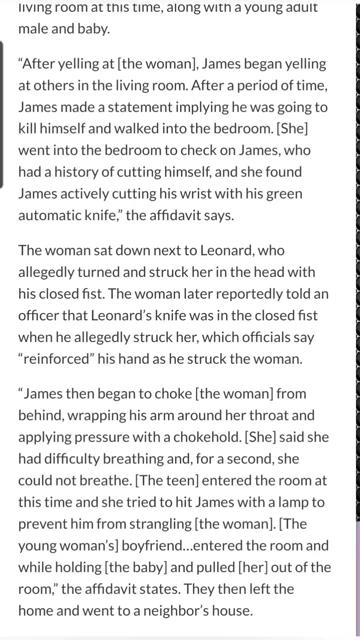 living room at this time, along with a young adult
male and baby.
“After yelling at [the woman], James began yelling
at others in the living room. After a period of time,
James made a statement implying he was going to
kill himself and walked into the bedroom. [She]
went into the bedroom to check on James, who
had a history of cutting himself, and she found
James actively cutting his wrist with his green
automatic knife,” the affidavit says.
The woman sat down next to Leonard, who
allegedly turned and struck her in the head with
his closed fist. The woman later reportedly told an
officer that Leonard’s knife was in the closed fist
when he allegedly struck her, which officials say
“reinforced” his hand as he struck the woman.
“James then began to choke [the woman] from
behind, wrapping his arm around her throat and
applying pressure with a chokehold. [She] said she
had difficulty breathing and, for a second, she
could not breathe. [The teen] entered the room at
this time and she tried to hit James with a lamp to
prevent him from strangling [the woman]. [The
young woman’s] boyfriend…entered the room and
while holding [the baby] and pulled [her] out of the
room,” the affidavit states. They then left the
home and went to a neighbor’s house.